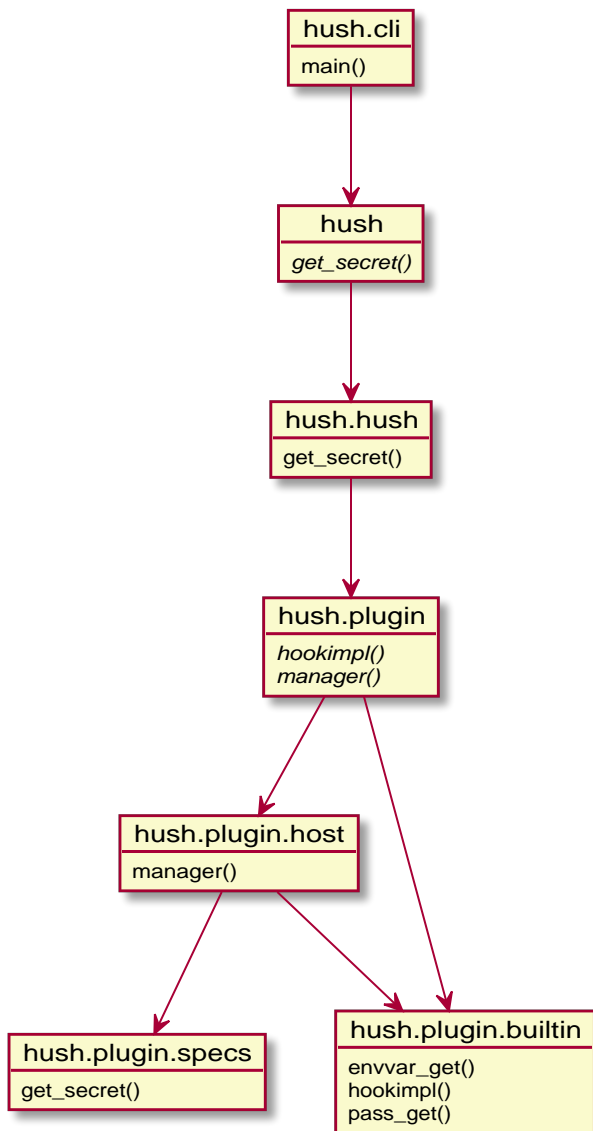 hush.cli
main()
hush
get_secret()
hush.hush
get_secret()
hush.plugin
hookimpl()
manager()
hush.plugin.host
manager()
hush.plugin.specs
get_secret()
hush.plugin.builtin
envvar_get()
hookimpl()
pass_get()